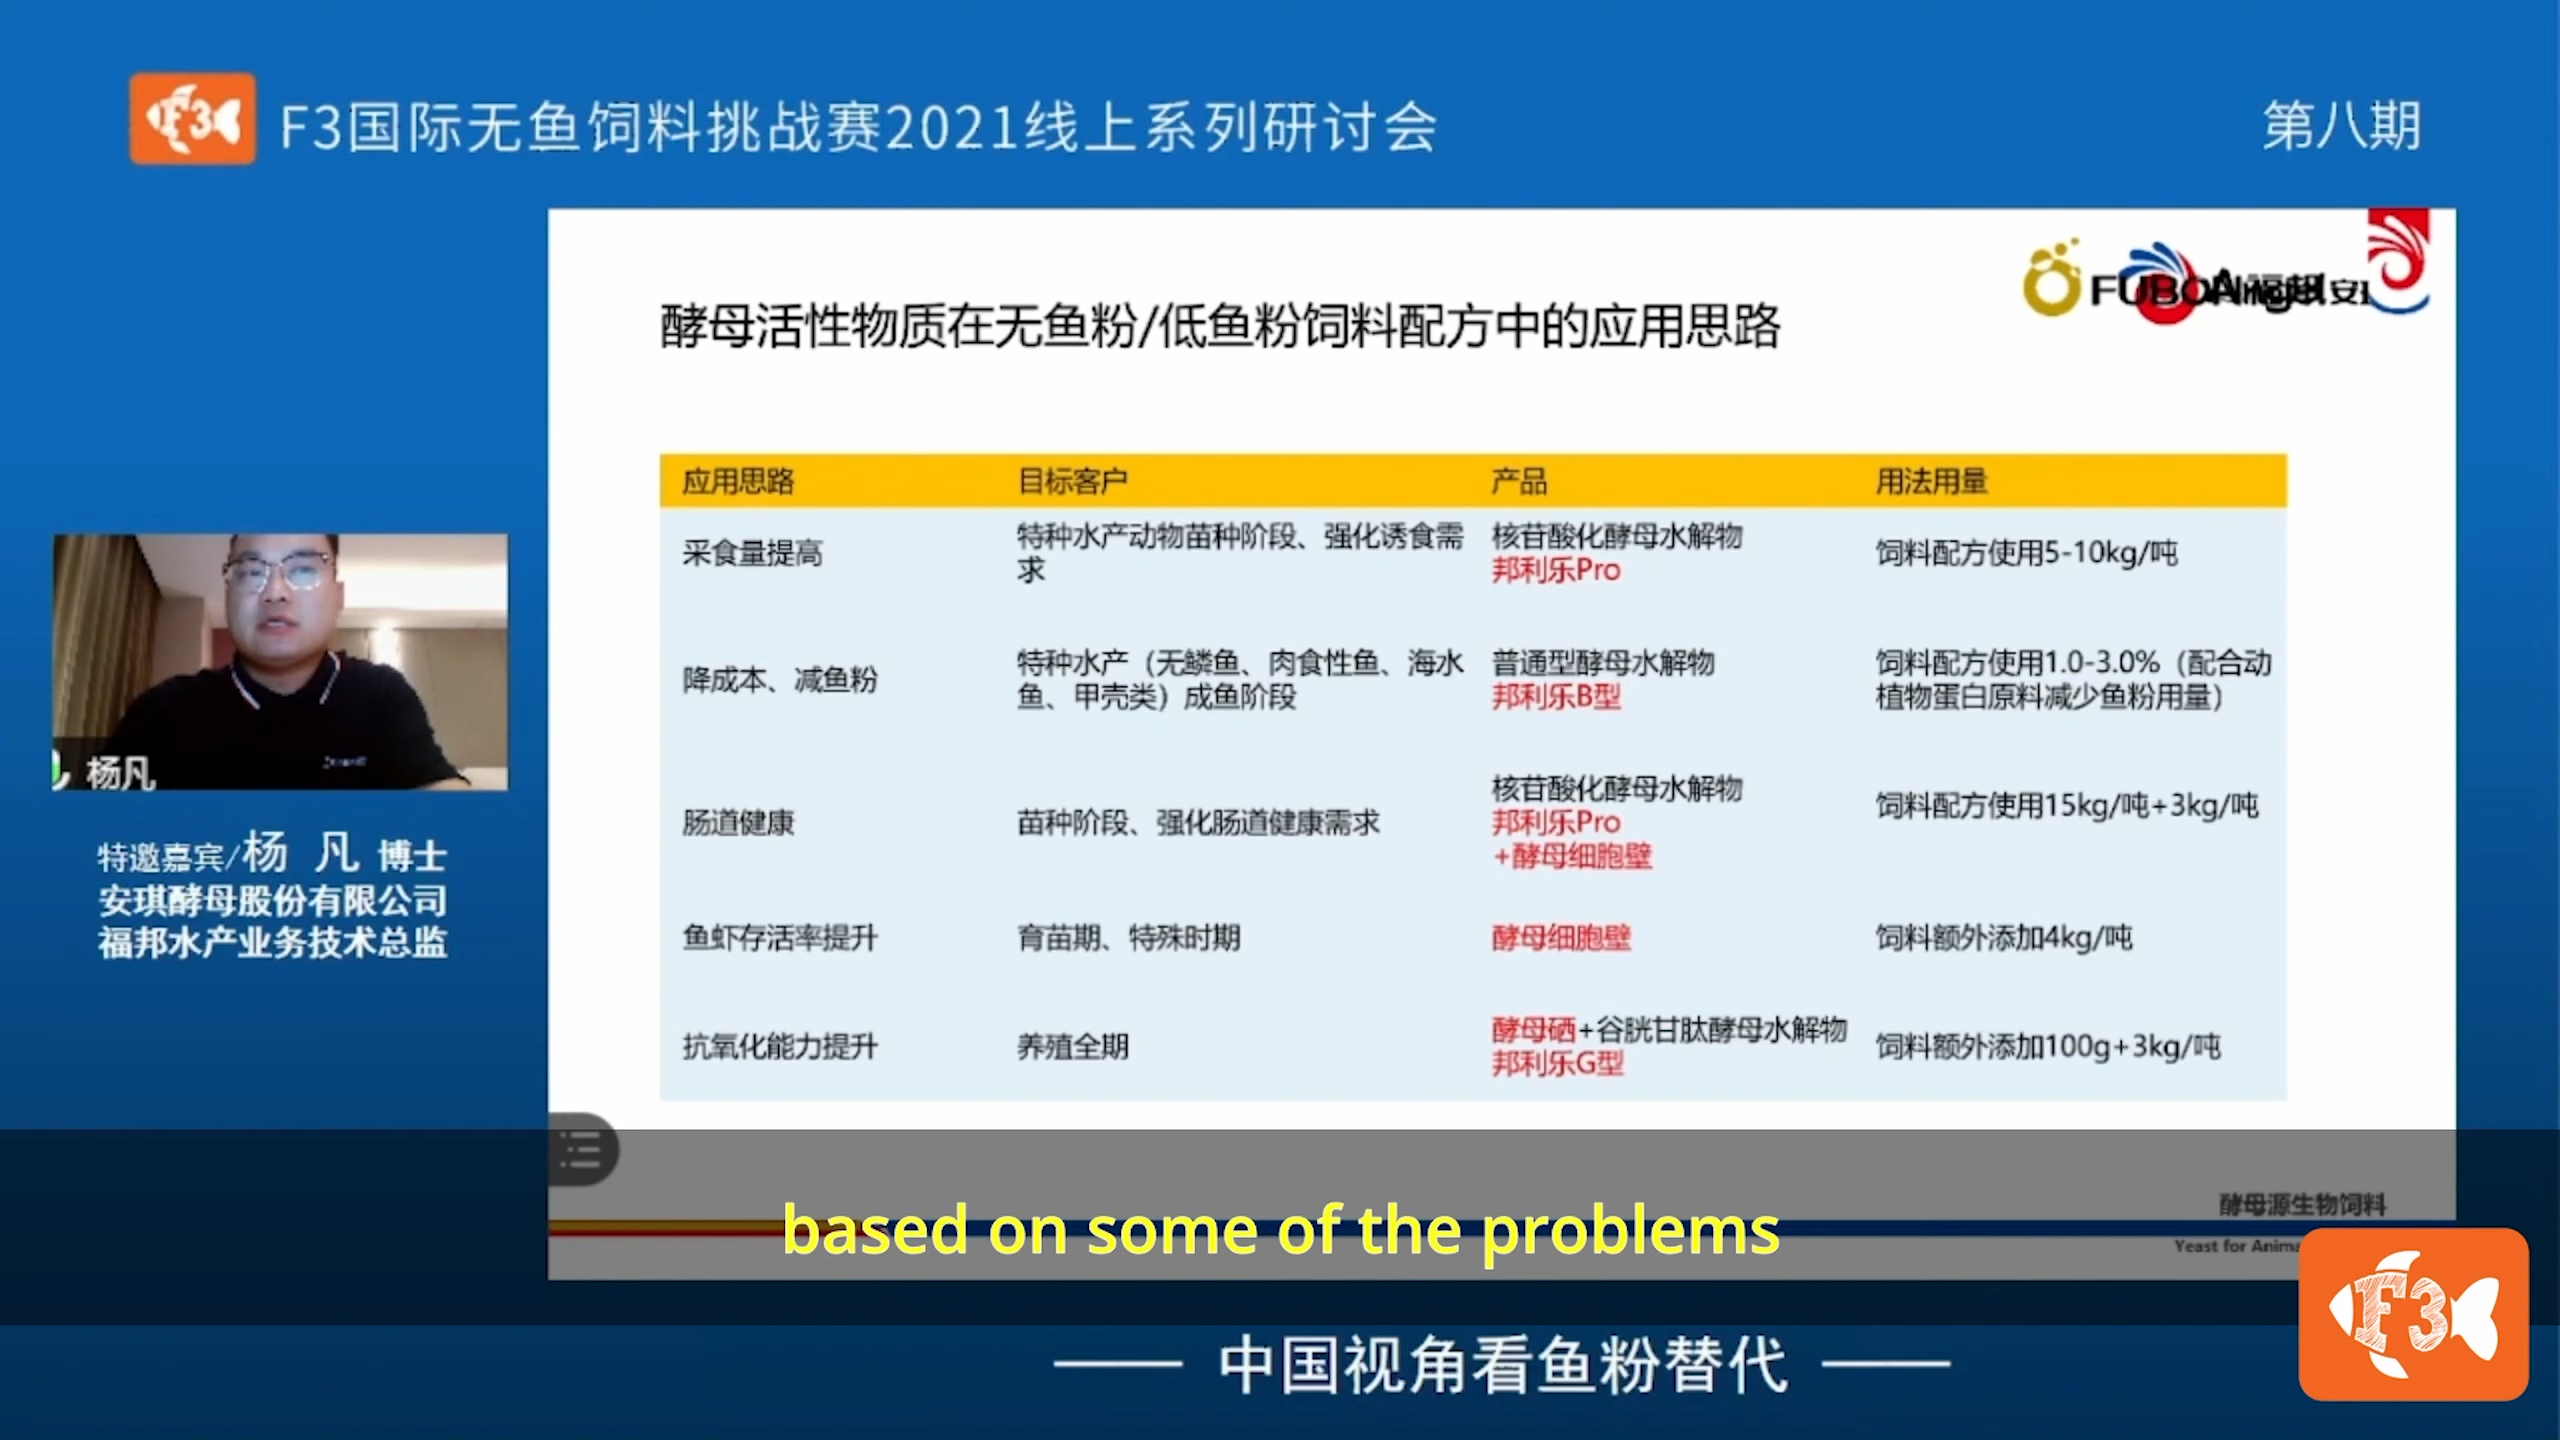 F3
F3国际无鱼饲料挑战赛2021线上系列研讨会
第八期
酵母活性物质在无鱼粉/低鱼粉饲料配方中的应用思路
应用思路 目标客户 产品 用法用量
采食量提高
特种水产动物苗种阶段、强化诱食需
求
核苷酸化酵母水解物
邦利乐Pro
饲料配方使用5-10kg/吨
降成本、减鱼粉
特种水产（无鳞鱼、肉食性鱼、海水
鱼、甲壳类）成鱼阶段
普通型酵母水解物
邦利乐B型
饲料配方使用1.0-3.0%（配合动
植物蛋白原料减少鱼粉用量）
肠道健康
苗种阶段、强化肠道健康需求
核苷酸化酵母水解物
邦利乐Pro
+酵母细胞壁
饲料配方使用15kg/吨+3kg/吨
鱼虾存活率提升
育苗期、特殊时期
酵母细胞壁
饲料额外添加4kg/吨
抗氧化能力提升
养殖全期
酵母硒+谷胱甘肽酵母水解物
邦利乐G型
饲料额外添加100g+3kg/吨
杨凡
特邀嘉宾/杨 凡 博士
安琪酵母股份有限公司
福邦水产业务技术总监
酵母源生物饲料
Yeast for
based on some of the problems
F3
中国视角看鱼粉替代